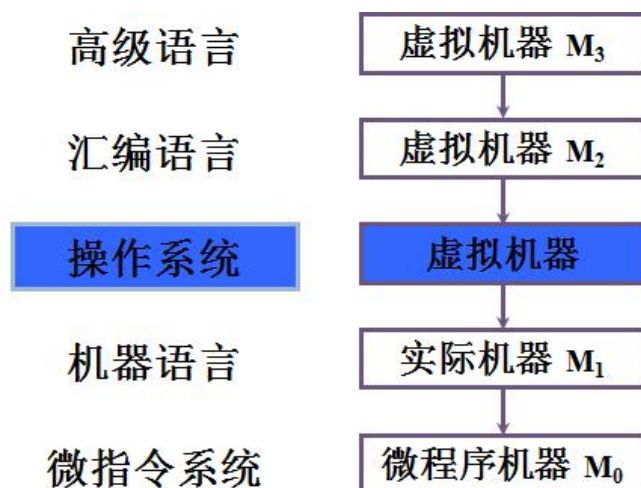 高级语言 虚拟机器 M₃
汇编语言 虚拟机器 M₂
操作系统 虚拟机器
机器语言 实际机器 M₁
微指令系统 微程序机器 M₀